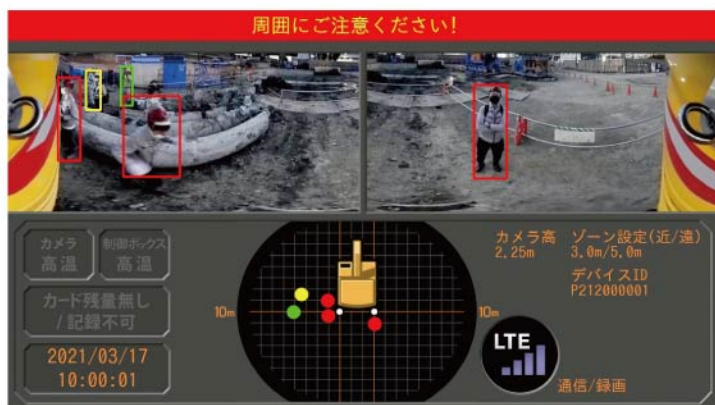 周囲にご注意ください!
カメラ
高温
制御ボックス
高温
カード残量無し
/記録不可
2021/03/17
10:00:01
10m
10m
カメラ高
2.25m
ゾーン設定(近/遠)
3.0m/5.0m
デバイスID
P212000001
LTE
通信/録画